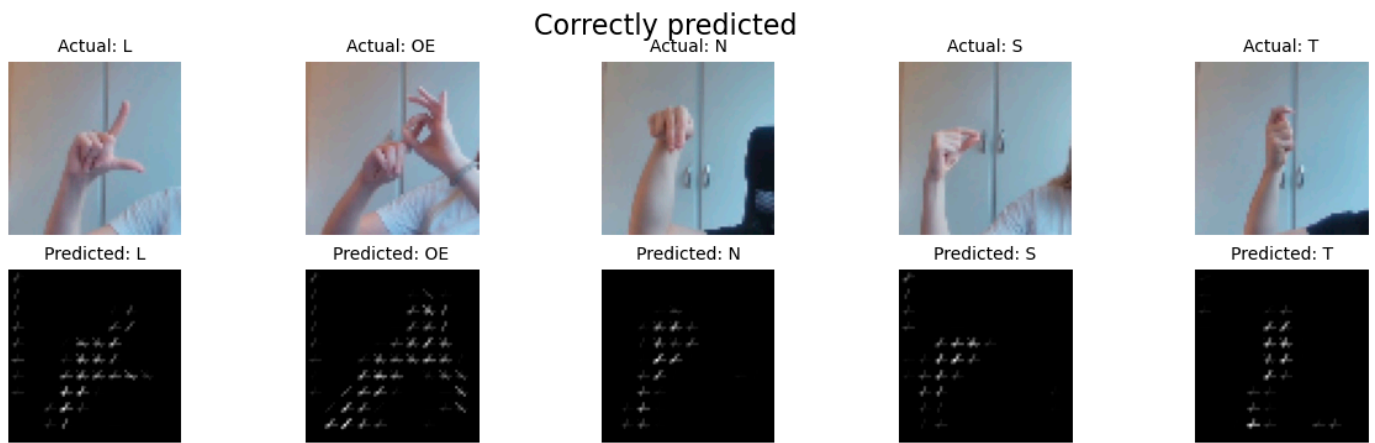 Correctly predicted
Actual: L
Actual: OE
Actual: N
Actual: S
Actual: T
Predicted: L
Predicted: OE
Predicted: N
Predicted: S
Predicted: T